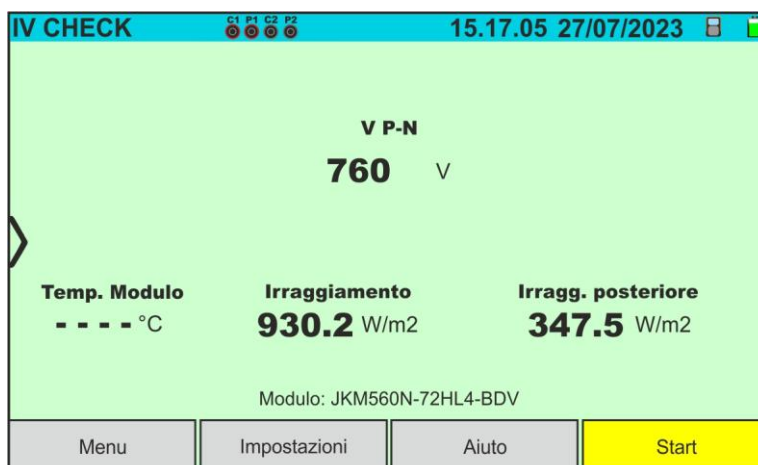 IV CHECK C1 P1 C2 P2 15.17.05 27/07/2023
V P-N
760 V
Temp. Modulo Irraggiamento Irragg. posteriore
- - - - °C 930.2 W/m2 347.5 W/m2
Modulo: JKM560N-72HL4-BDV
Menu Impostazioni Aiuto Start